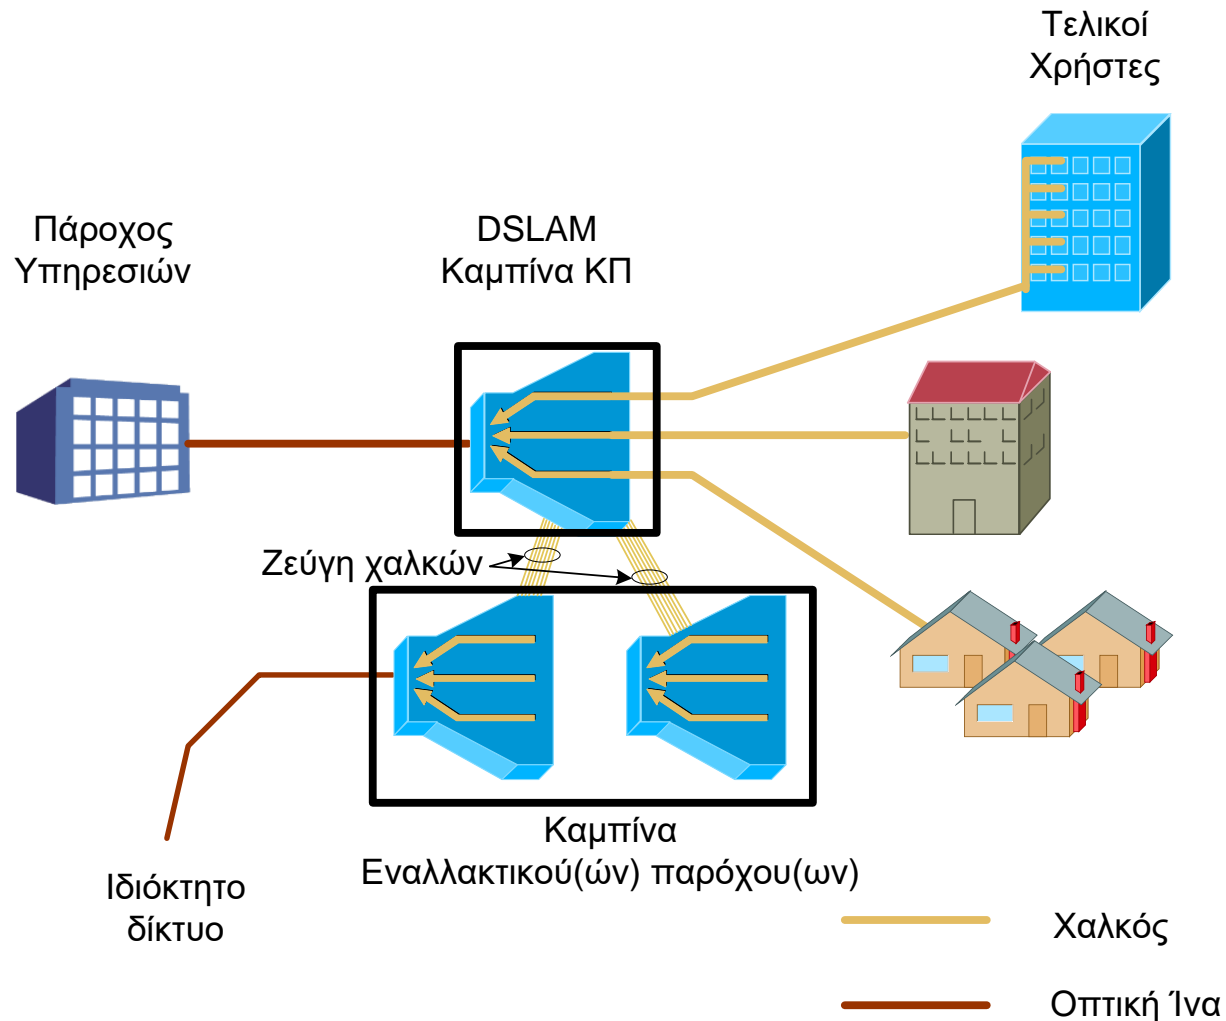 Τελικοί
Χρήστες
Πάροχος
Υπηρεσιών
DSLAM
Καμπίνα ΚΠ
Ζεύγη χαλκών
Καμπίνα
Εναλλακτικού(ών) παρόχου(ων)
Ιδιόκτητο
δίκτυο
Χαλκός
Οπτική Ίνα